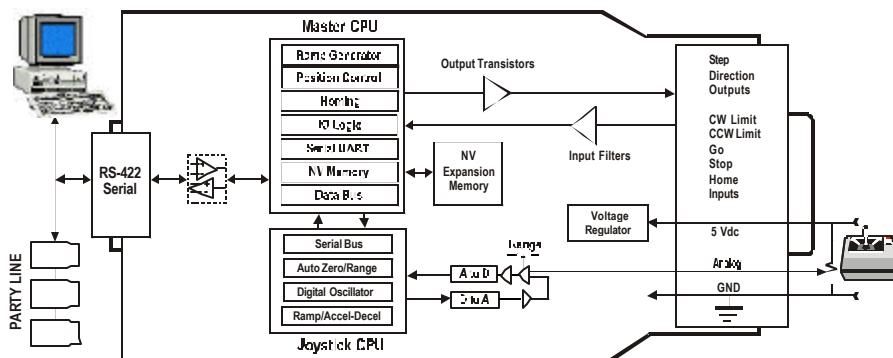 Master CPU
Ramp Generator
Position Control
Homing
I/O Logic
Serial UART
NV Memory
Data Bus
Output Transistors
Input Filters
NV
Expansion
Memory
Step
Direction
Outputs
CW Limit
CCW Limit
Go
Stop
Home
Inputs
RS-422
Serial
PARTY LINE
Serial Bus
Auto Zero/Range
Digital Oscillator
Ramp/Accel-Decel
Joystick CPU
Range
A to D
D to A
Voltage
Regulator
5 Vdc
Analog
GND